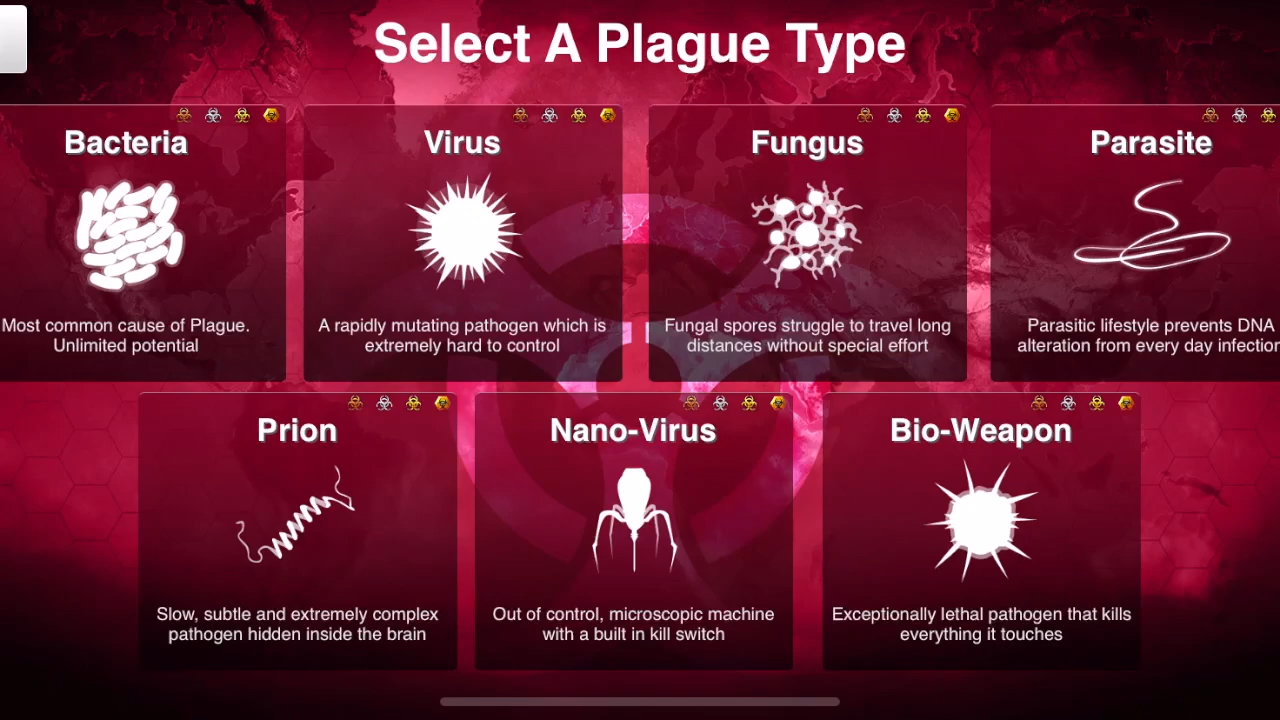 Select A Plague Type
Bacteria
Most common cause of Plague.
Unlimited potential
Virus
A rapidly mutating pathogen which is
extremely hard to control
Fungus
Fungal spores struggle to travel long
distances without special effort
Parasite
Parasitic lifestyle prevents DNA
alteration from every day infection
Prion
Slow, subtle and extremely complex
pathogen hidden inside the brain
Nano-Virus
Out of control, microscopic machine
with a built in kill switch
Bio-Weapon
Exceptionally lethal pathogen that kills
everything it touches